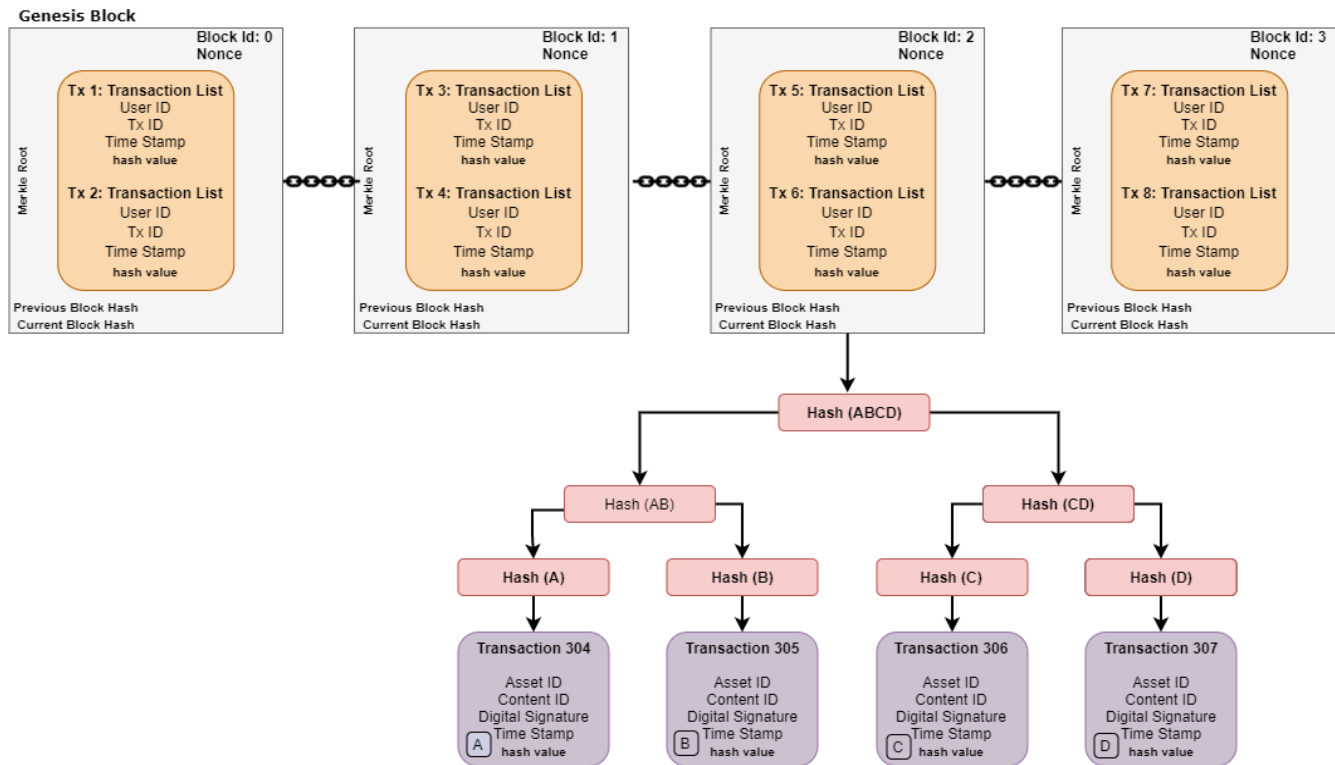 Genesis Block
Block Id: 0
Nonce
Tx 1: Transaction List
User ID
Tx ID
Time Stamp
hash value
Tx 2: Transaction List
User ID
Tx ID
Time Stamp
hash value
Merkle Root
Previous Block Hash
Current Block Hash
Block Id: 1
Nonce
Tx 3: Transaction List
User ID
Tx ID
Time Stamp
hash value
Tx 4: Transaction List
User ID
Tx ID
Time Stamp
hash value
Merkle Root
Previous Block Hash
Current Block Hash
Block Id: 2
Nonce
Tx 5: Transaction List
User ID
Tx ID
Time Stamp
hash value
Tx 6: Transaction List
User ID
Tx ID
Time Stamp
hash value
Merkle Root
Previous Block Hash
Current Block Hash
Block Id: 3
Nonce
Tx 7: Transaction List
User ID
Tx ID
Time Stamp
hash value
Tx 8: Transaction List
User ID
Tx ID
Time Stamp
hash value
Merkle Root
Previous Block Hash
Current Block Hash
Hash (ABCD)
Hash (AB)
Hash (CD)
Hash (A)
Hash (B)
Hash (C)
Hash (D)
Transaction 304
Asset ID
Content ID
Digital Signature
Time Stamp
A
hash value
Transaction 305
Asset ID
Content ID
Digital Signature
Time Stamp
B
hash value
Transaction 306
Asset ID
Content ID
Digital Signature
Time Stamp
C
hash value
Transaction 307
Asset ID
Content ID
Digital Signature
Time Stamp
D
hash value